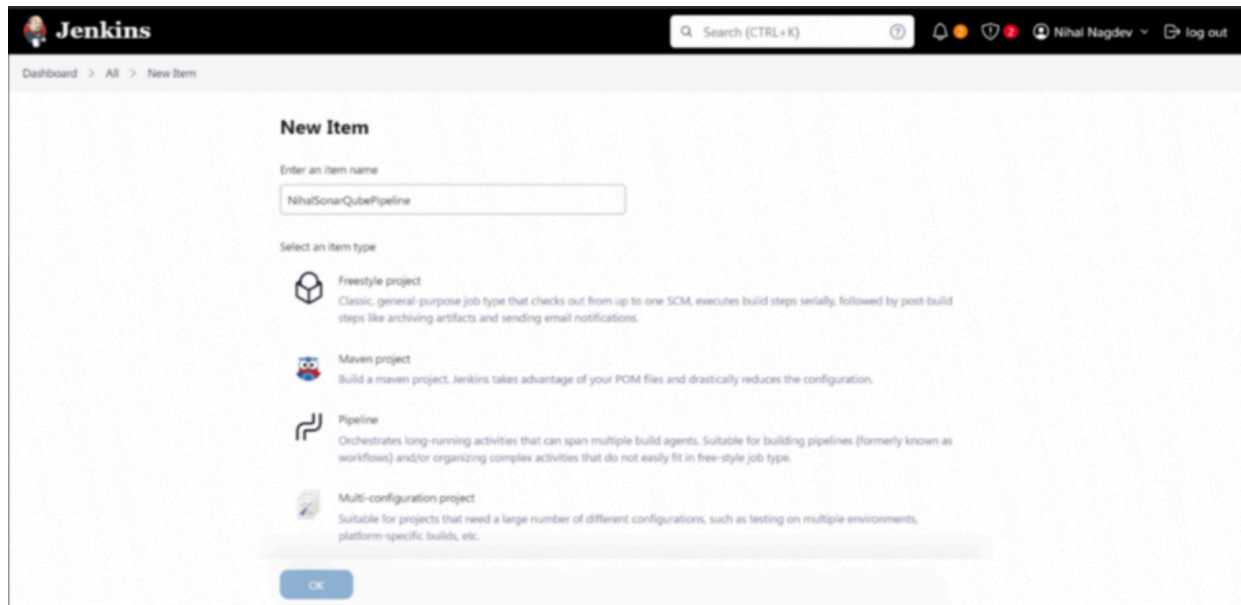 Jenkins
Search (CTRL+K)
2
2
Nihal Nagdev
log out
Dashboard > All > New Item
New Item
Enter an item name
NihalSonarQubePipeline
Select an item type
Freestyle project
Classic, general-purpose job type that checks out from up to one SCM, executes build steps serially, followed by post-build
steps like archiving artifacts and sending email notifications.
Maven project
Build a maven project. Jenkins takes advantage of your POM files and drastically reduces the configuration.
Pipeline
Orchestrates long-running activities that can span multiple build agents. Suitable for building pipelines (formerly known as
workflows) and/or organizing complex activities that do not easily fit in free-style job type.
Multi-configuration project
Suitable for projects that need a large number of different configurations, such as testing on multiple environments,
platform-specific builds, etc.
OK